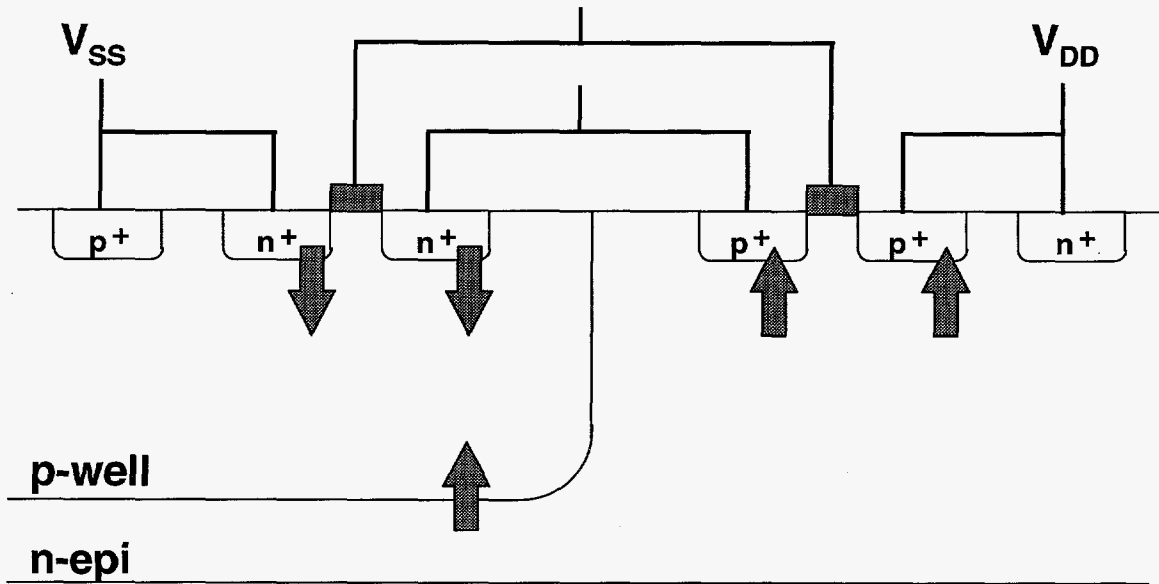 V_SS
V_DD
p+
n+
n+
p+
p+
n+
p-well
n-epi